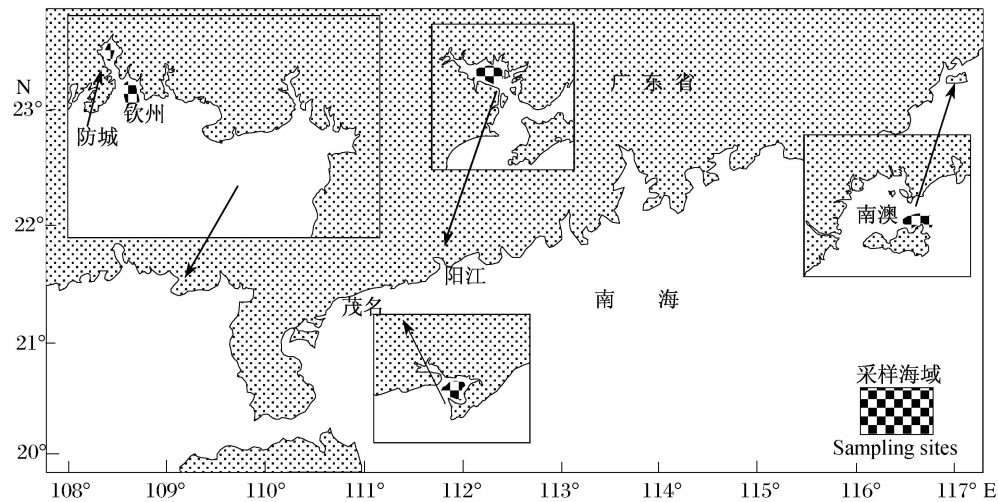 N
23°
22°
21°
20°
钦州
防城
广东省
南澳
阳江
茂名
南 海
采样海域
Sampling sites
108° 109° 110° 111° 112° 113° 114° 115° 116° 117° E